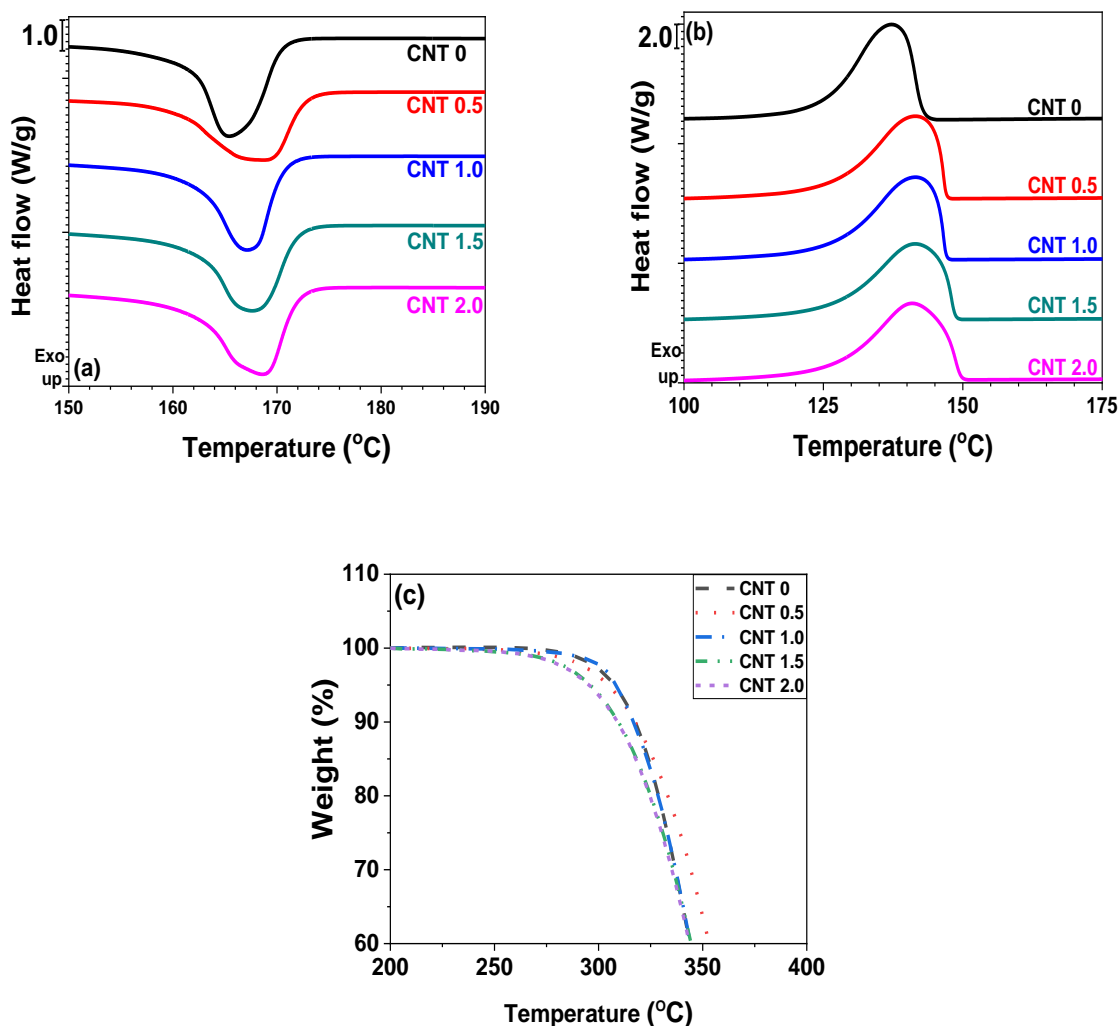 1.0
CNT 0
CNT 0.5
CNT 1.0
CNT 1.5
CNT 2.0
Heat flow (W/g)
Exo
up
(a)
150 160 170 180 190
Temperature (°C)
2.0
(b)
CNT 0
CNT 0.5
CNT 1.0
CNT 1.5
CNT 2.0
Heat flow (W/g)
Exo
up
100 125 150 175
Temperature (°C)
110
100
90
80
70
60
(c)
CNT 0
CNT 0.5
CNT 1.0
CNT 1.5
CNT 2.0
Weight (%)
200 250 300 350 400
Temperature (°C)